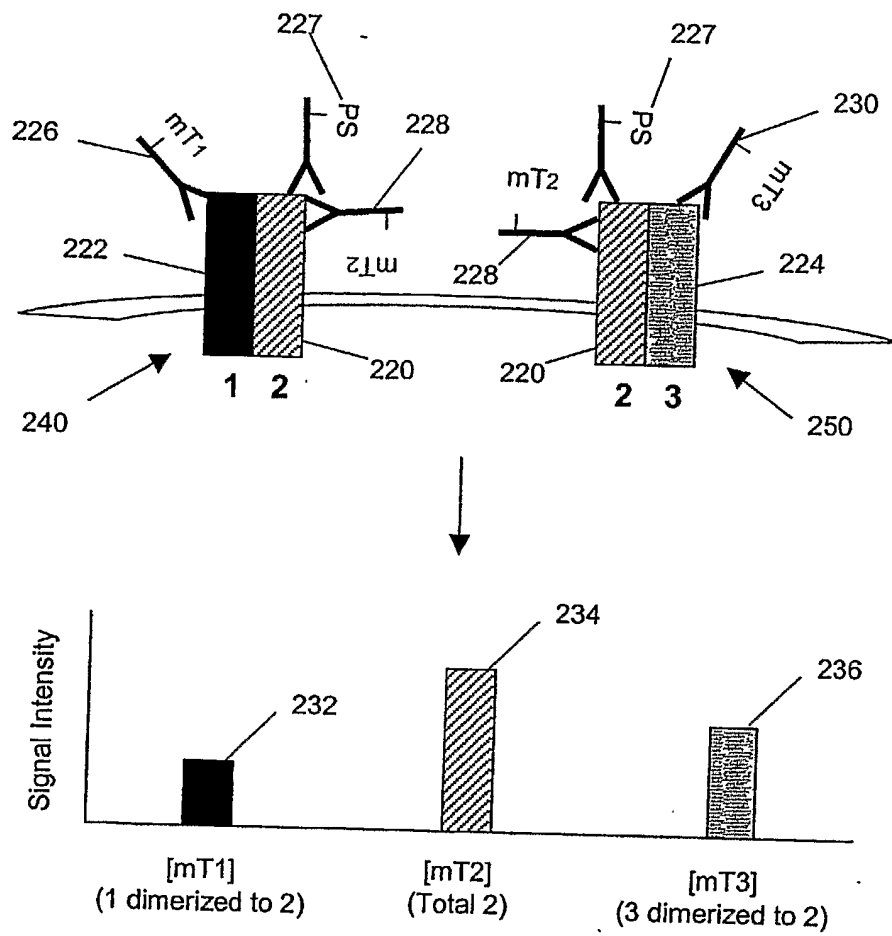 227
227
PS
PS
226
mT1
228
230
mT2
mT3
222
mT2
228
224
220
220
1 2
2 3
240
250
Signal Intensity
234
232
236
[mT1]
(1 dimerized to 2)
[mT2]
(Total 2)
[mT3]
(3 dimerized to 2)